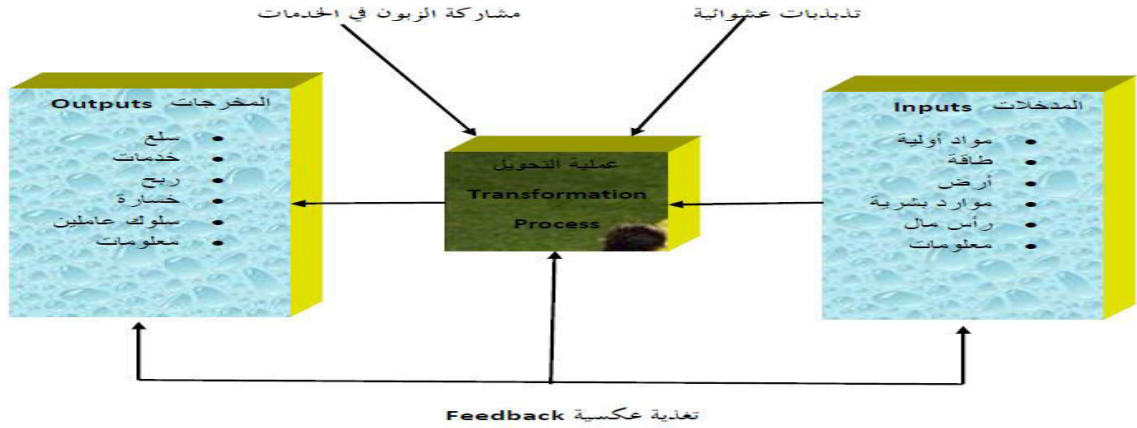 تذبذبات عشوائية
مشاركة الزبون في الخدمات
المدخلات Inputs
• مواد أولية
• طاقة
• أرض
• موارد بشرية
• رأس مال
• معلومات
عملية التحويل
Transformation
Process
المخرجات Outputs
• سلع
• خدمات
• ربح
• خسارة
• سلوك عاملين
• معلومات
تغذية عكسية Feedback